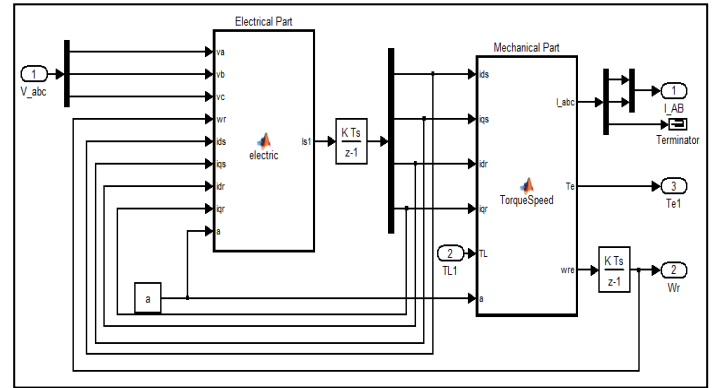 Electrical Part
Mechanical Part
1
V_abc
va
vb
vc
wr
ids
iqs
idr
iqr
a
electric
Is1
K Ts
z-1
ids
iqs
idr
iqr
TL
a
TorqueSpeed
I_abc
Te
wre
1
I_AB
Terminator
3
Te1
K Ts
z-1
2
Wr
2
TL1
a